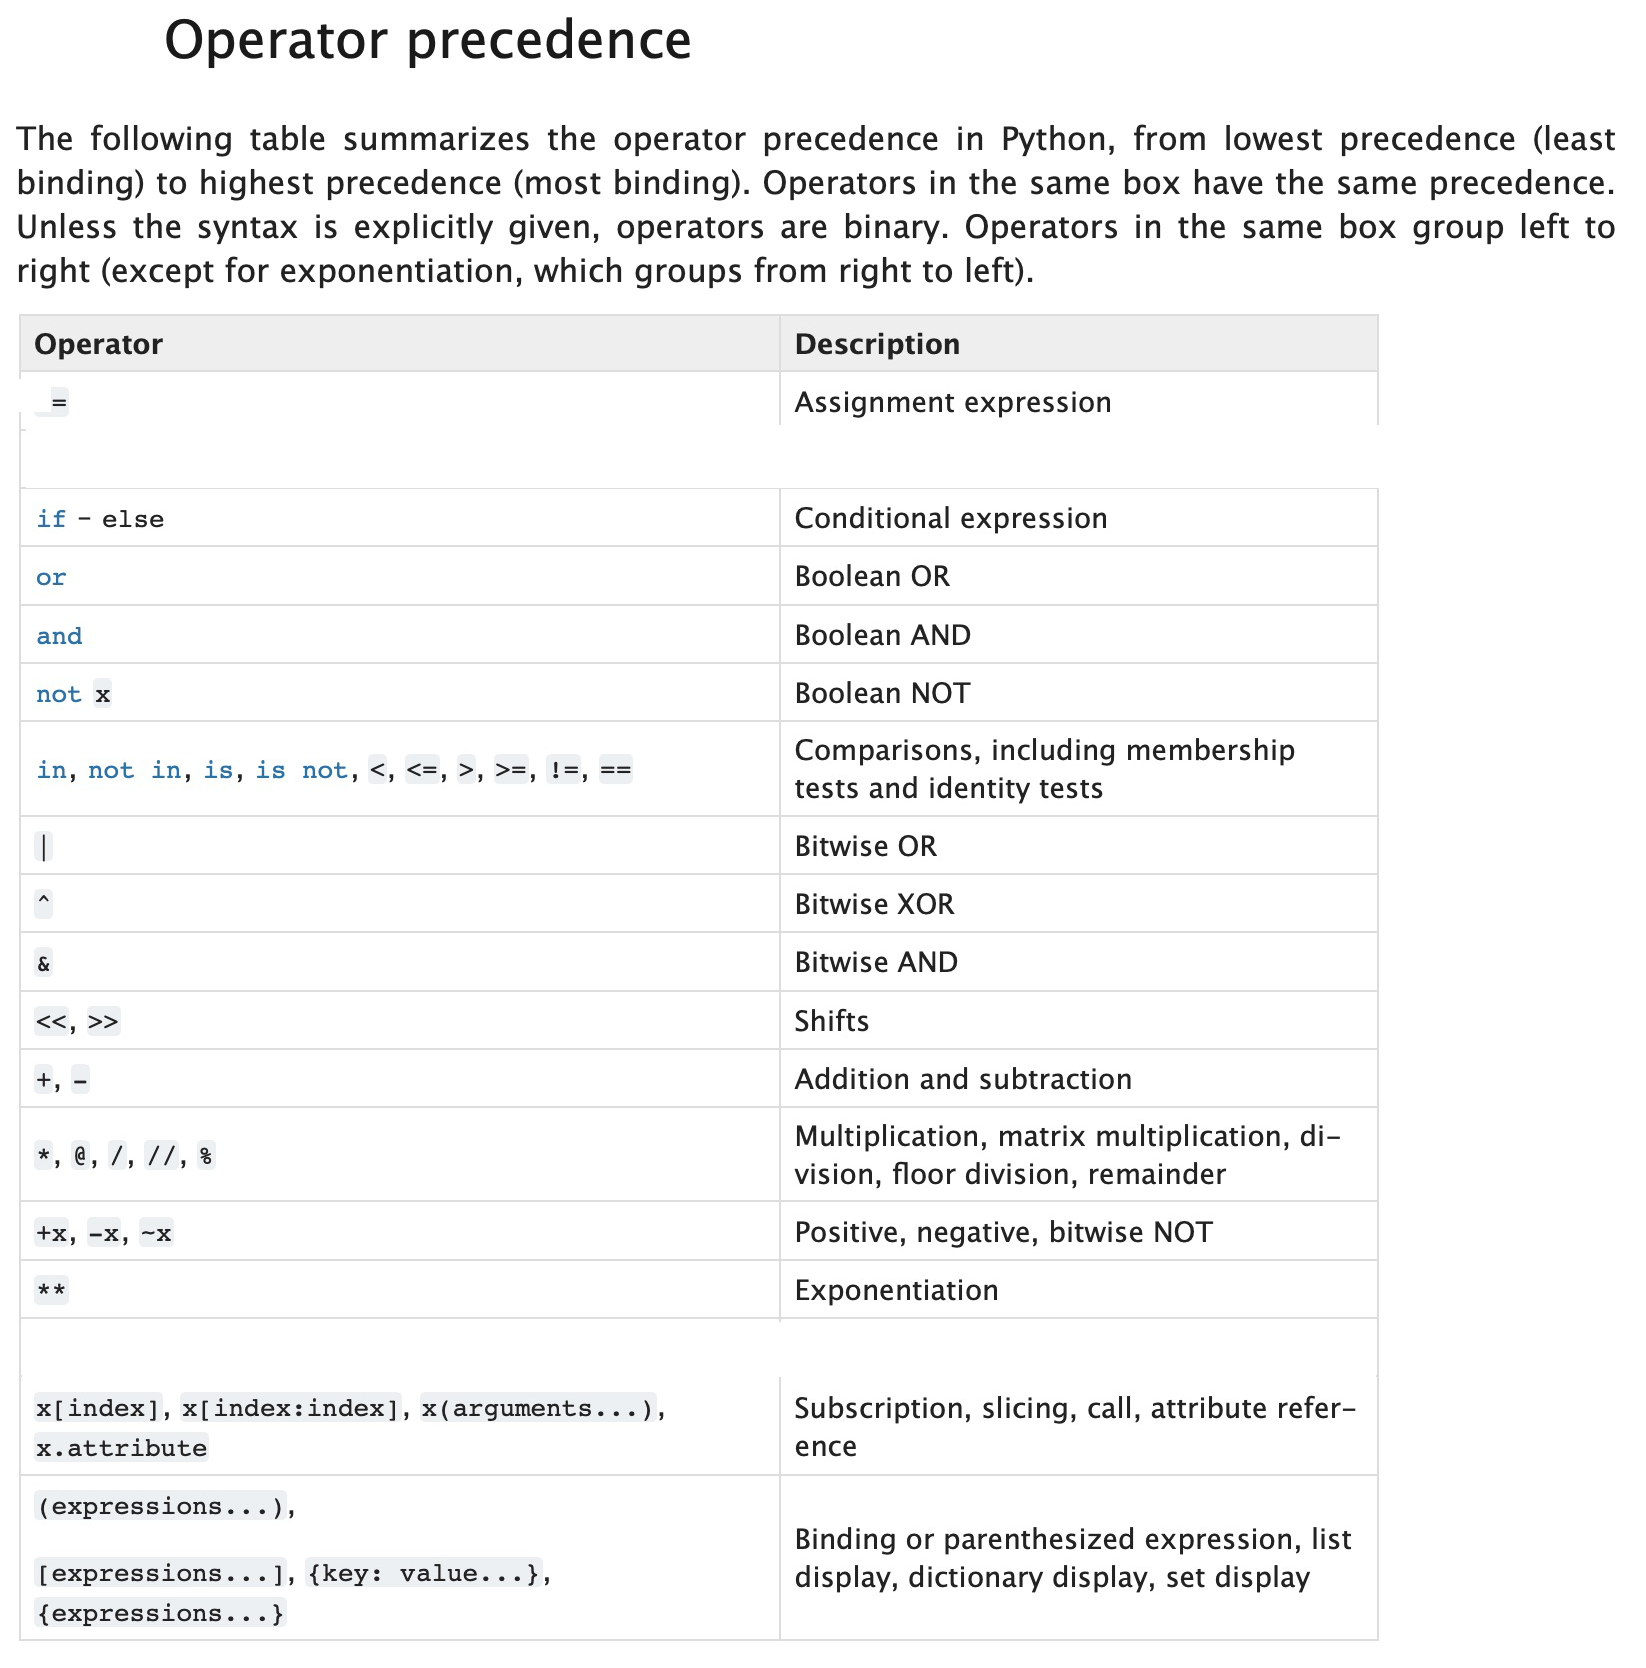 Operator precedence
The following table summarizes the operator precedence in Python, from lowest precedence (least
binding) to highest precedence (most binding). Operators in the same box have the same precedence.
Unless the syntax is explicitly given, operators are binary. Operators in the same box group left to
right (except for exponentiation, which groups from right to left).
Operator Description
= Assignment expression
if – else Conditional expression
or Boolean OR
and Boolean AND
not x Boolean NOT
in, not in, is, is not, <, <=, >, >=, !=, == Comparisons, including membership
tests and identity tests
| Bitwise OR
^ Bitwise XOR
& Bitwise AND
<<, >> Shifts
+, - Addition and subtraction
*, @, /, //, % Multiplication, matrix multiplication, di-
vision, floor division, remainder
+x, -x, ~x Positive, negative, bitwise NOT
** Exponentiation
x[index], x[index:index], x(arguments...), Subscription, slicing, call, attribute refer-
x.attribute ence
(expressions...),
[expressions...], {key: value...},
{expressions...}
Binding or parenthesized expression, list
display, dictionary display, set display